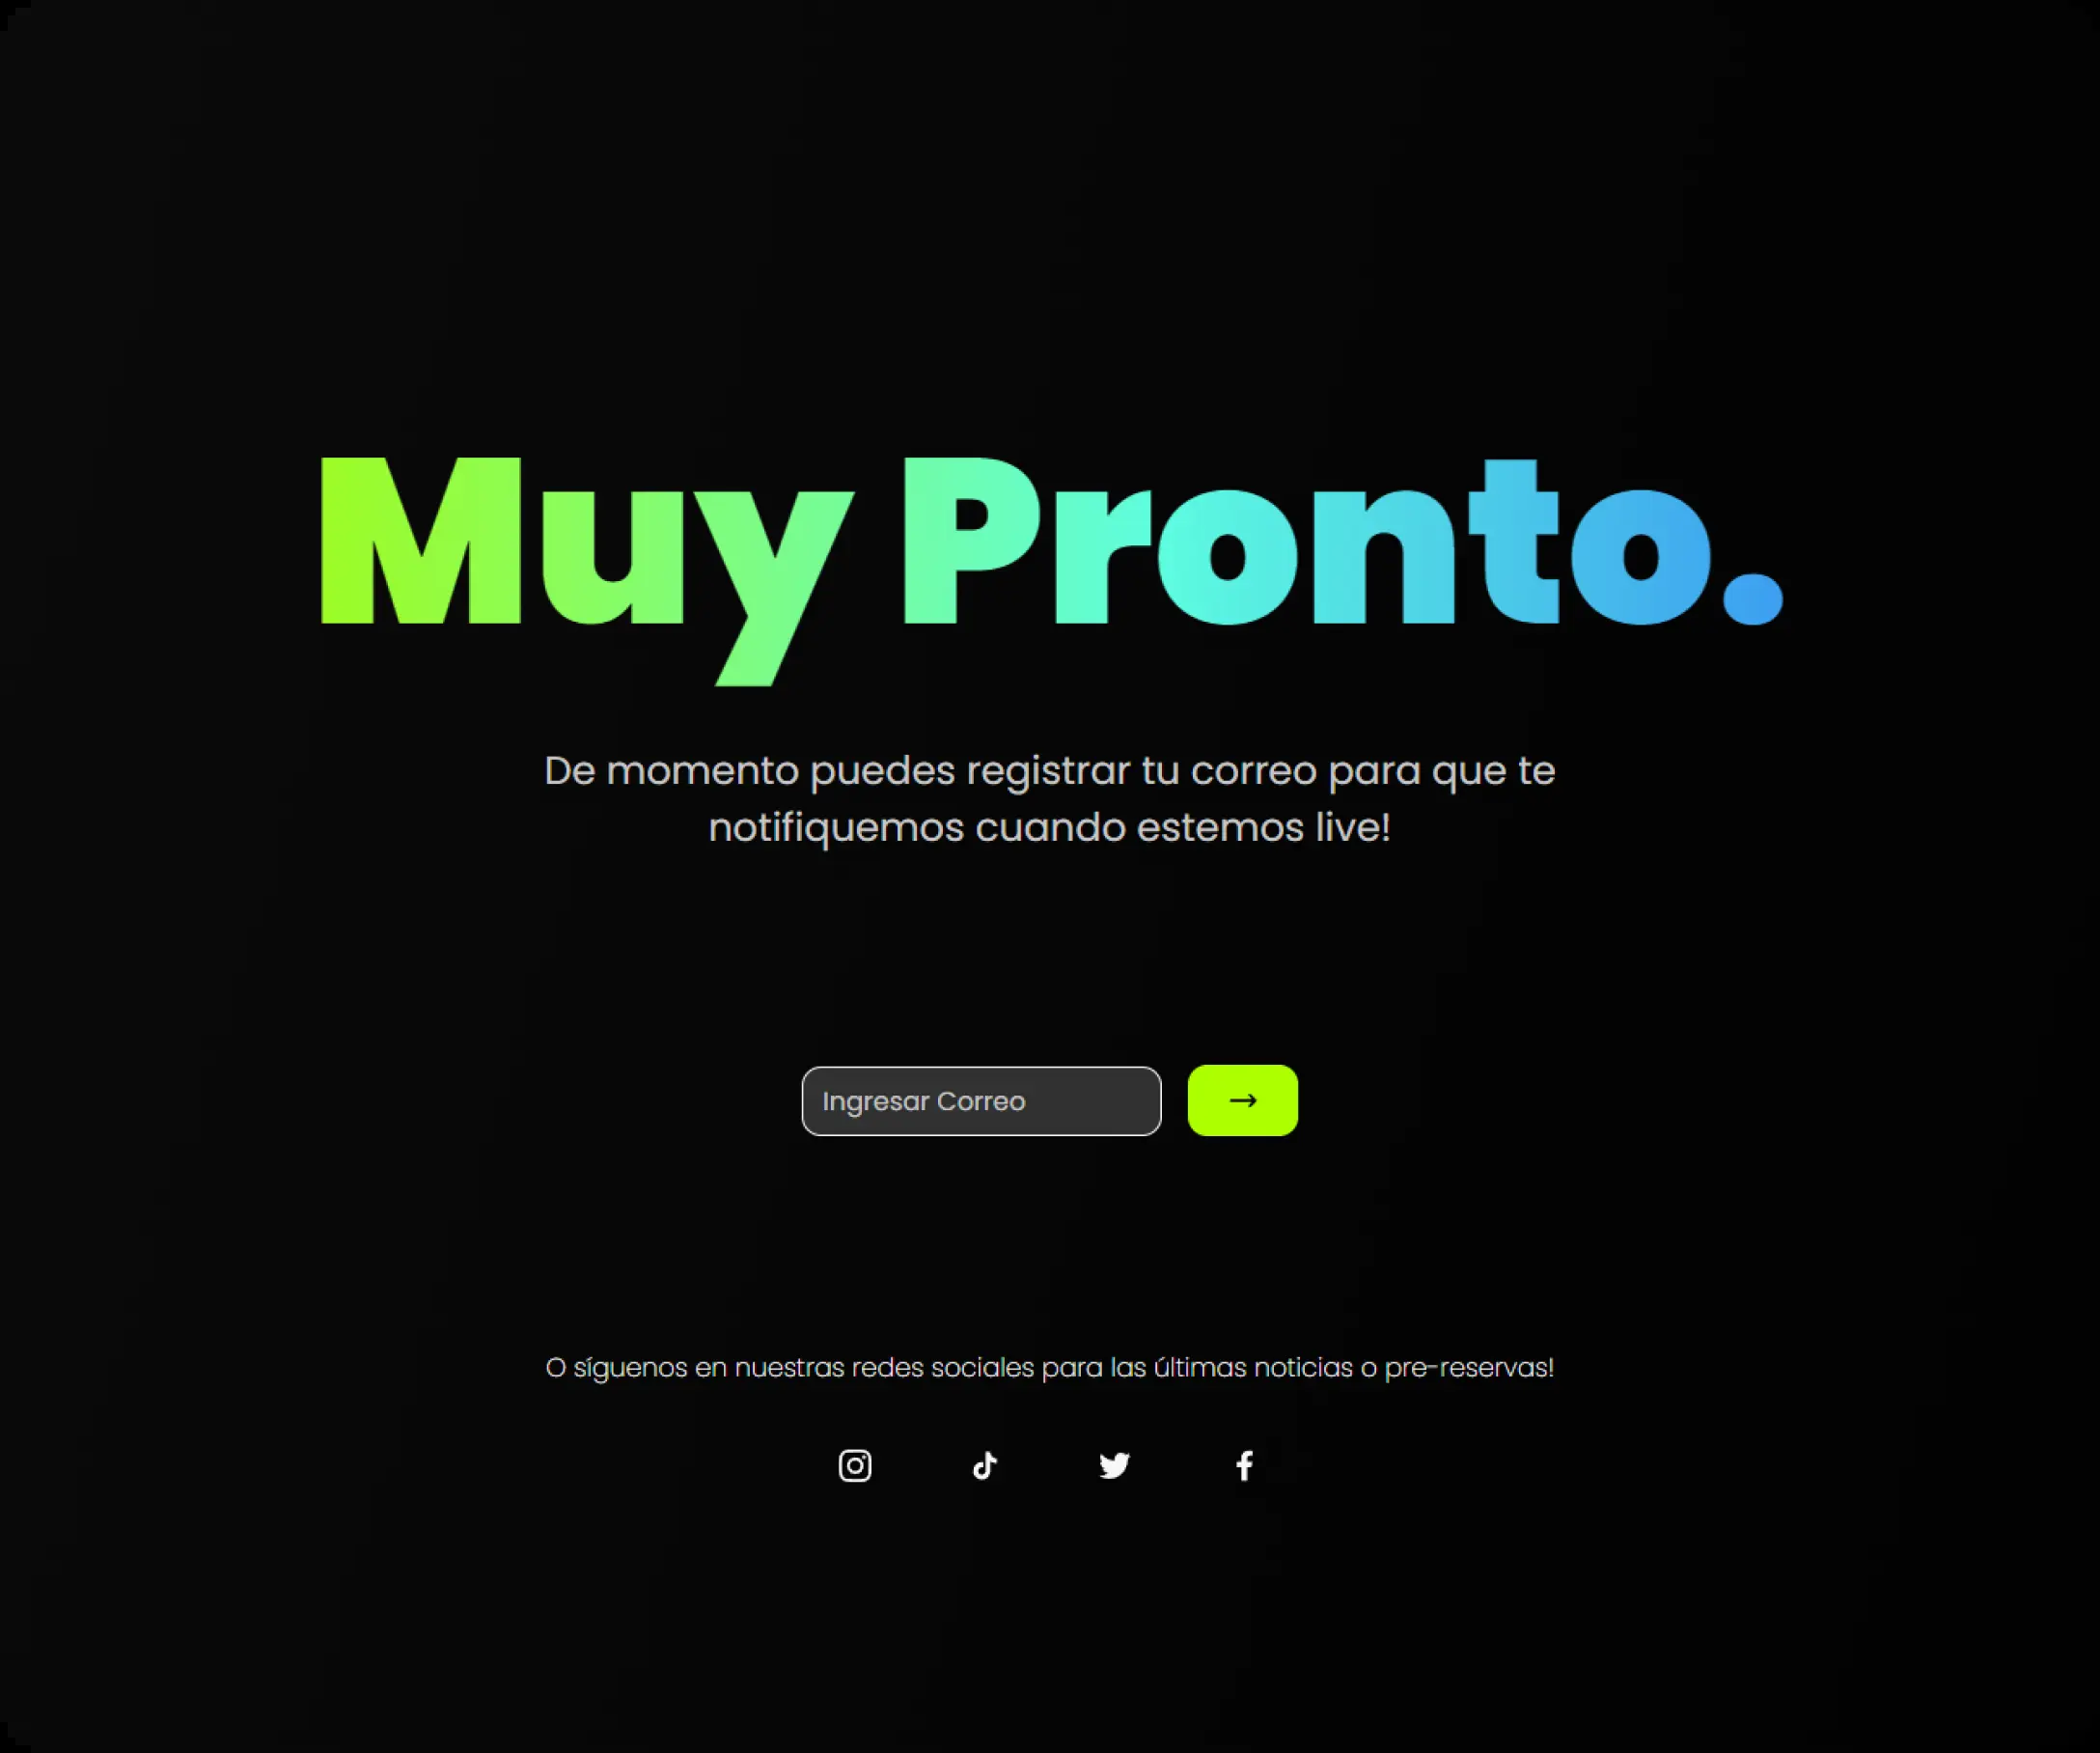 Muy Pronto.
De momento puedes registrar tu correo para que te
notifiquemos cuando estemos live!
Ingresar Correo
O síguenos en nuestras redes sociales para las últimas noticias o pre-reservas!